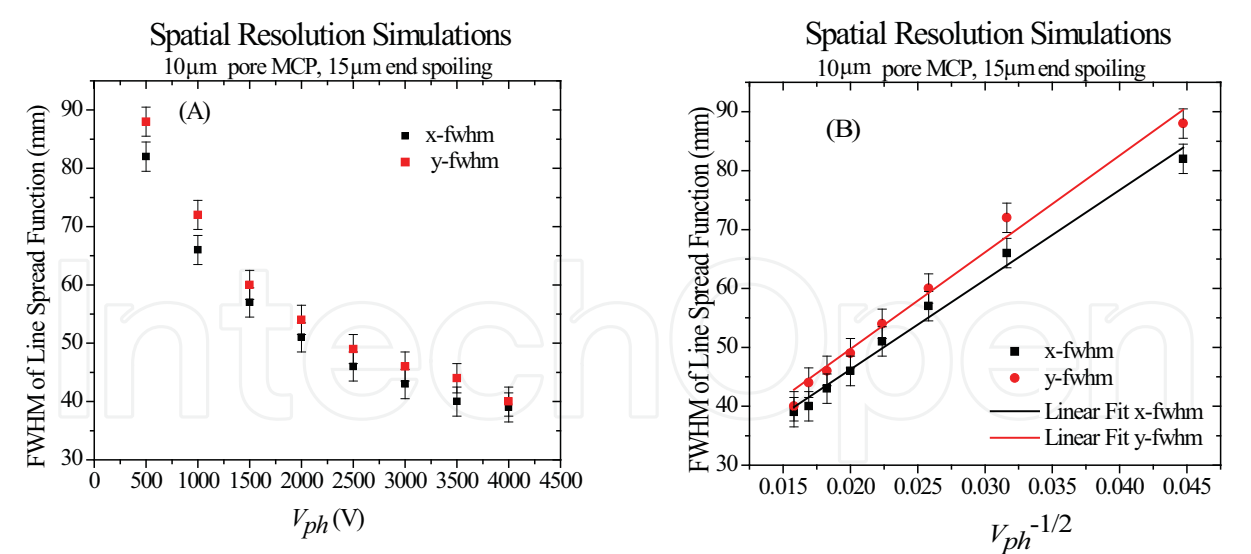 Spatial Resolution Simulations
10μm pore MCP, 15μm end spoiling
(A)
x-fwhm
y-fwhm
FWHM of Line Spread Function (mm)
90
80
70
60
50
40
30
0 500 1000 1500 2000 2500 3000 3500 4000 4500
Vph (V)
Spatial Resolution Simulations
10μm pore MCP, 15μm end spoiling
(B)
x-fwhm
y-fwhm
Linear Fit x-fwhm
Linear Fit y-fwhm
FWHM of Line Spread Function (mm)
90
80
70
60
50
40
30
0.015 0.020 0.025 0.030 0.035 0.040 0.045
Vph-1/2
IntechOpen